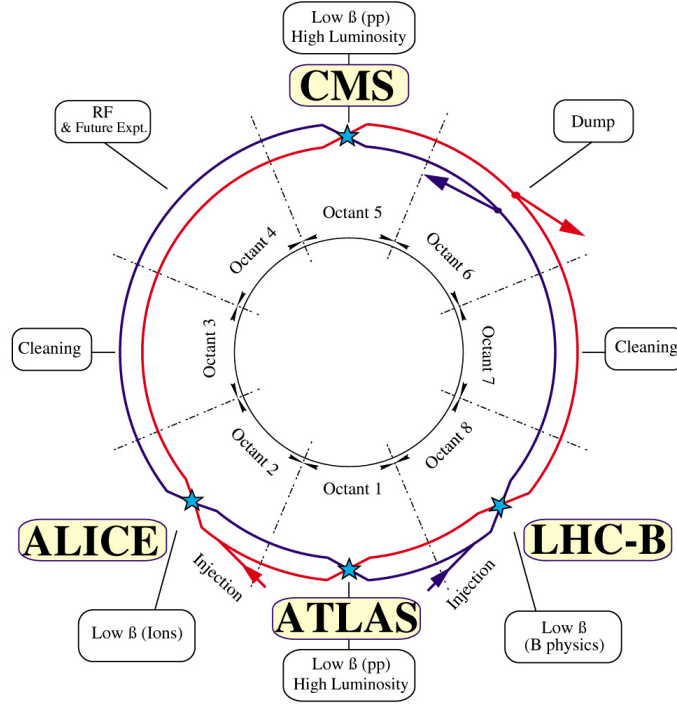 Low ß (pp)
High Luminosity
CMS
RF
& Future Expt.
Dump
Octant 5
Octant 4
Octant 6
Cleaning
Octant 3
Octant 7
Cleaning
Octant 2
Octant 8
Octant 1
ALICE
LHC-B
Injection
Injection
ATLAS
Low ß (Ions)
Low ß
(B physics)
Low ß (pp)
High Luminosity